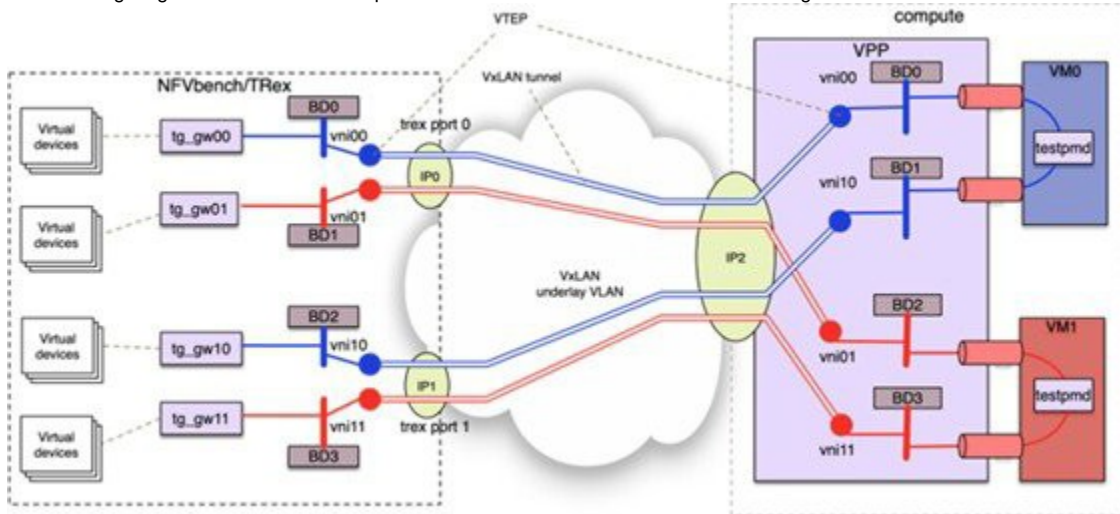 compute
VTEP
VPP
VxLAN tunnel
NFVbench/TRex
Virtual
devices
tg_gw00
BD0
vni00
trex port 0
IP0
vni00
BD0
VM0
testpmd
Virtual
devices
tg_gw01
vni01
BD1
vni10
BD1
IP2
VxLAN
underlay VLAN
Virtual
devices
tg_gw10
BD2
vni10
IP1
trex port 1
vni01
BD2
VM1
testpmd
Virtual
devices
tg_gw11
vni11
BD3
vni11
BD3